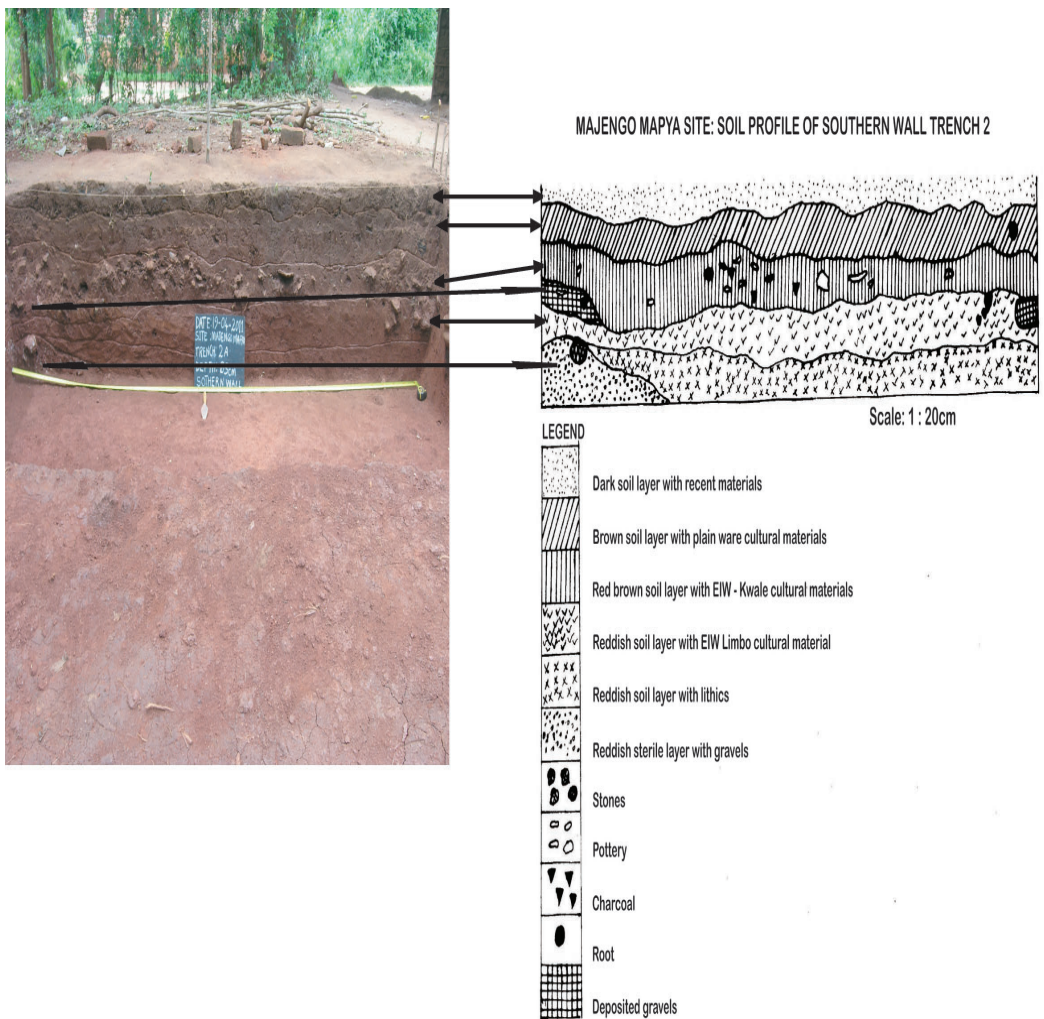 MAJENGO MAPYA SITE: SOIL PROFILE OF SOUTHERN WALL TRENCH 2
DATE 19-04-2011
SITE MAJENGO MAPYA
TRENCH 2A
SOTHERN WALL
Scale: 1 : 20cm
LEGEND
Dark soil layer with recent materials
Brown soil layer with plain ware cultural materials
Red brown soil layer with EIW - Kwale cultural materials
Reddish soil layer with EIW Limbo cultural material
Reddish soil layer with lithics
Reddish sterile layer with gravels
Stones
Pottery
Charcoal
Root
Deposited gravels